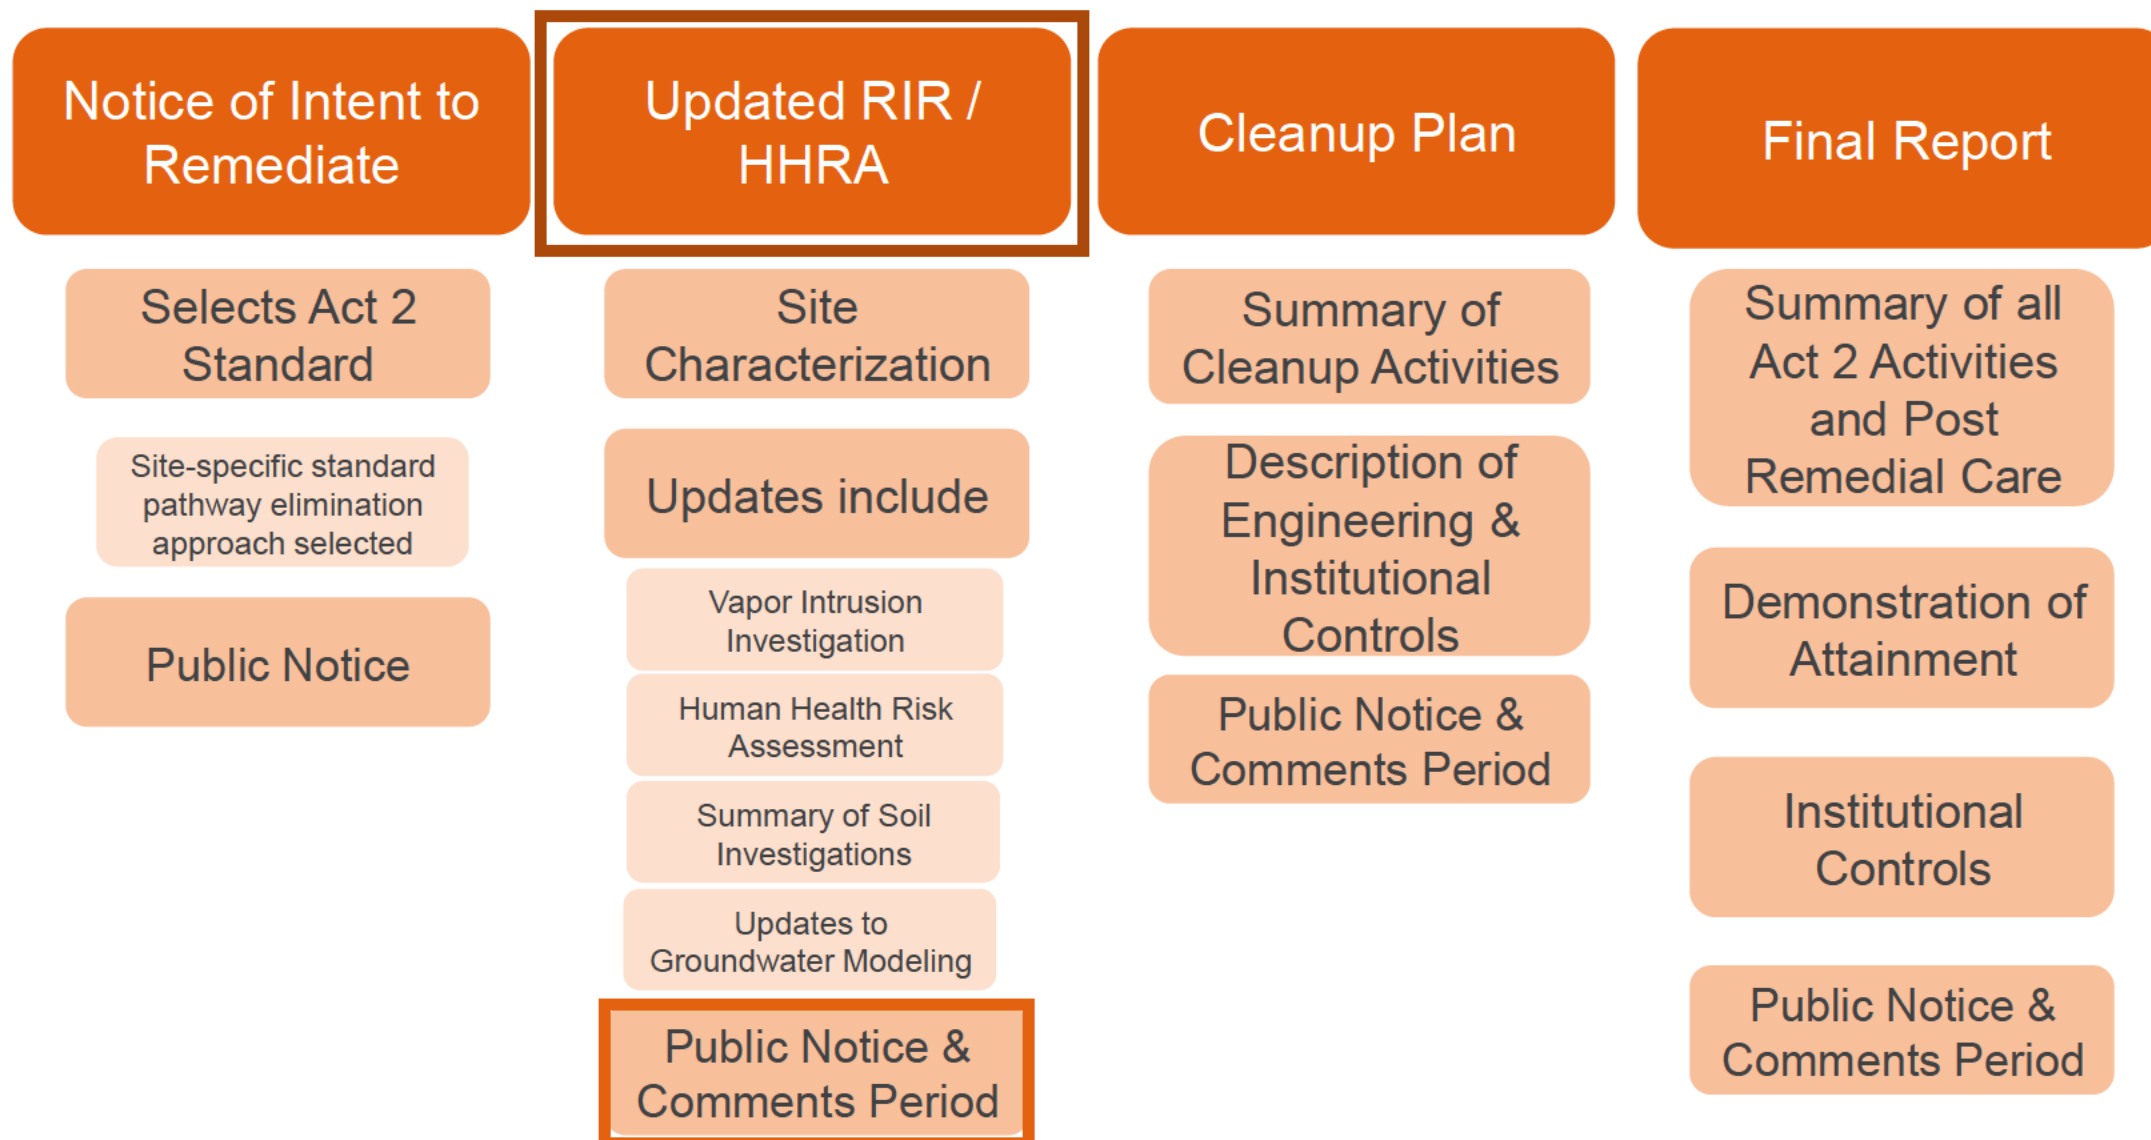 Notice of Intent to
Remediate
Selects Act 2
Standard
Site-specific standard
pathway elimination
approach selected
Public Notice
Updated RIR /
HHRA
Site
Characterization
Updates include
Vapor Intrusion
Investigation
Human Health Risk
Assessment
Summary of Soil
Investigations
Updates to
Groundwater Modeling
Public Notice &
Comments Period
Cleanup Plan
Summary of
Cleanup Activities
Description of
Engineering &
Institutional
Controls
Public Notice &
Comments Period
Final Report
Summary of all
Act 2 Activities
and Post
Remedial Care
Demonstration of
Attainment
Institutional
Controls
Public Notice &
Comments Period